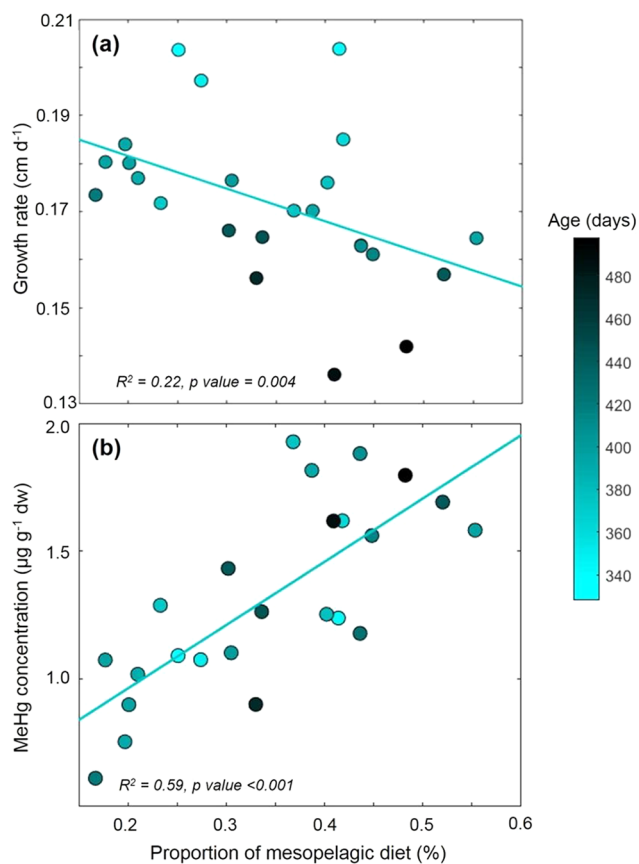 (a)
Growth rate (cm d-1)
0.21
0.19
0.17
0.15
0.13
R² = 0.22, p value = 0.004
Age (days)
480
460
440
420
400
380
360
340
(b)
MeHg concentration (µg g-1 dw)
2.0
1.5
1.0
R² = 0.59, p value <0.001
0.2 0.3 0.4 0.5 0.6
Proportion of mesopelagic diet (%)